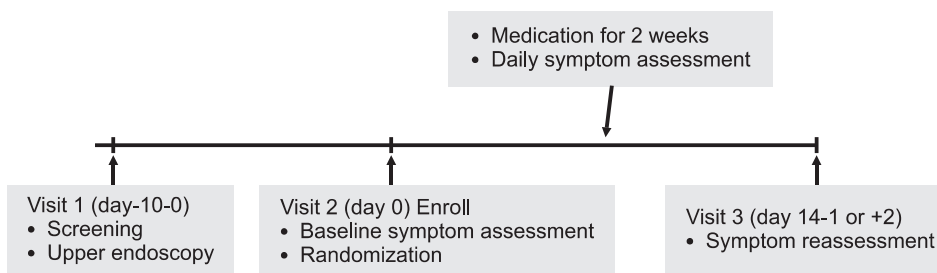 • Medication for 2 weeks
• Daily symptom assessment
Visit 1 (day-10-0)
• Screening
• Upper endoscopy
Visit 2 (day 0) Enroll
• Baseline symptom assessment
• Randomization
Visit 3 (day 14-1 or +2)
• Symptom reassessment